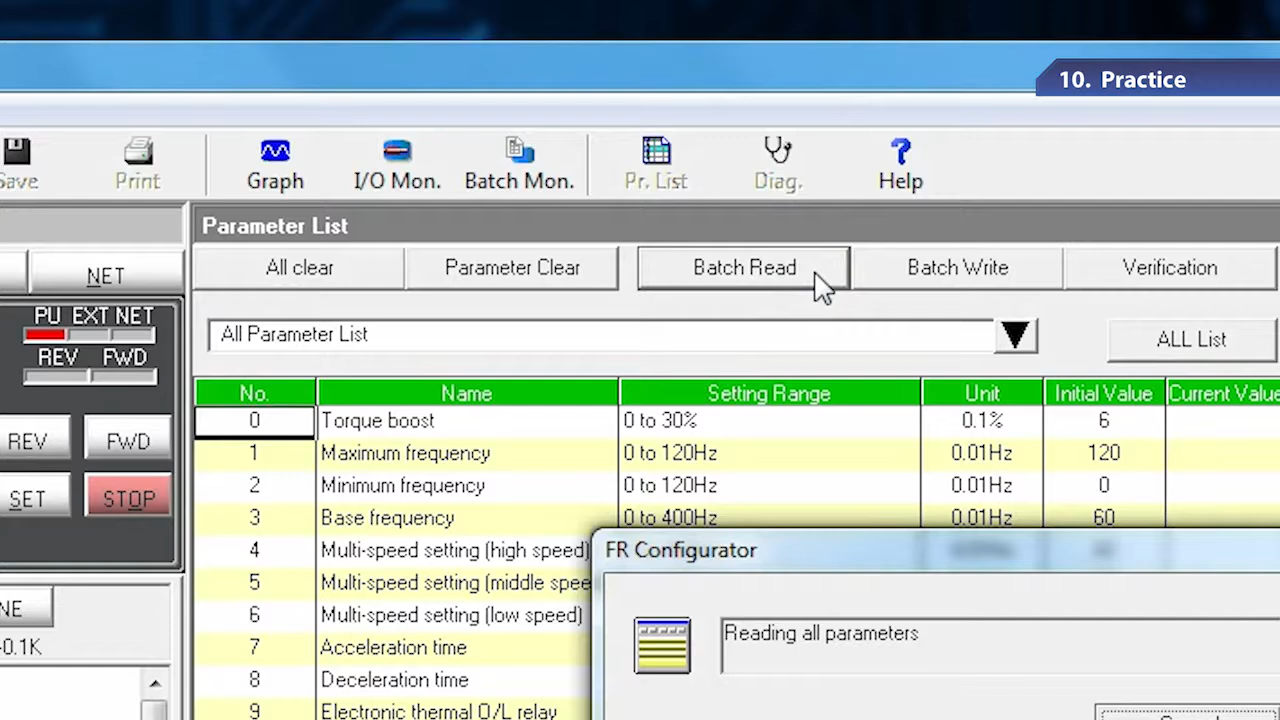 10. Practice
Save Print Graph I/O Mon. Batch Mon. Pr. List Diag. Help
Parameter List
All clear Parameter Clear Batch Read Batch Write Verification
NET
PU EXT NET
REV FWD
REV FWD
SET STOP
NE
-0.1K
All Parameter List ALL List
No. Name Setting Range Unit Initial Value Current Value
0 Torque boost 0 to 30% 0.1% 6
1 Maximum frequency 0 to 120Hz 0.01Hz 120
2 Minimum frequency 0 to 120Hz 0.01Hz 0
3 Base frequency 0 to 400Hz 0.01Hz 60
4 Multi-speed setting (high speed)
5 Multi-speed setting (middle spee
6 Multi-speed setting (low speed)
7 Acceleration time
8 Deceleration time
9 Electronic thermal O/L relay
FR Configurator
Reading all parameters